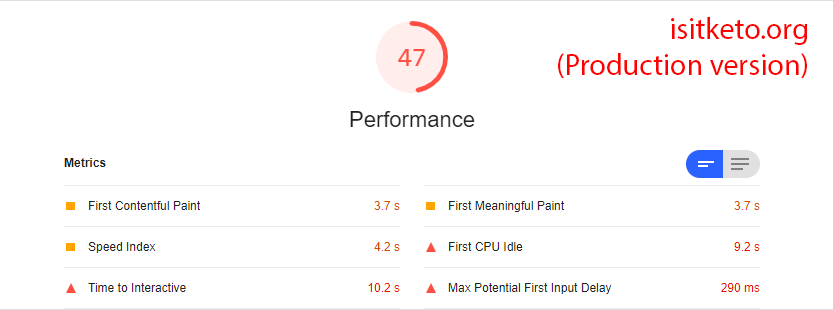 isitketo.org
(Production version)
47
Performance
Metrics
First Contentful Paint 3.7 s
First Meaningful Paint 3.7 s
Speed Index 4.2 s
First CPU Idle 9.2 s
Time to Interactive 10.2 s
Max Potential First Input Delay 290 ms